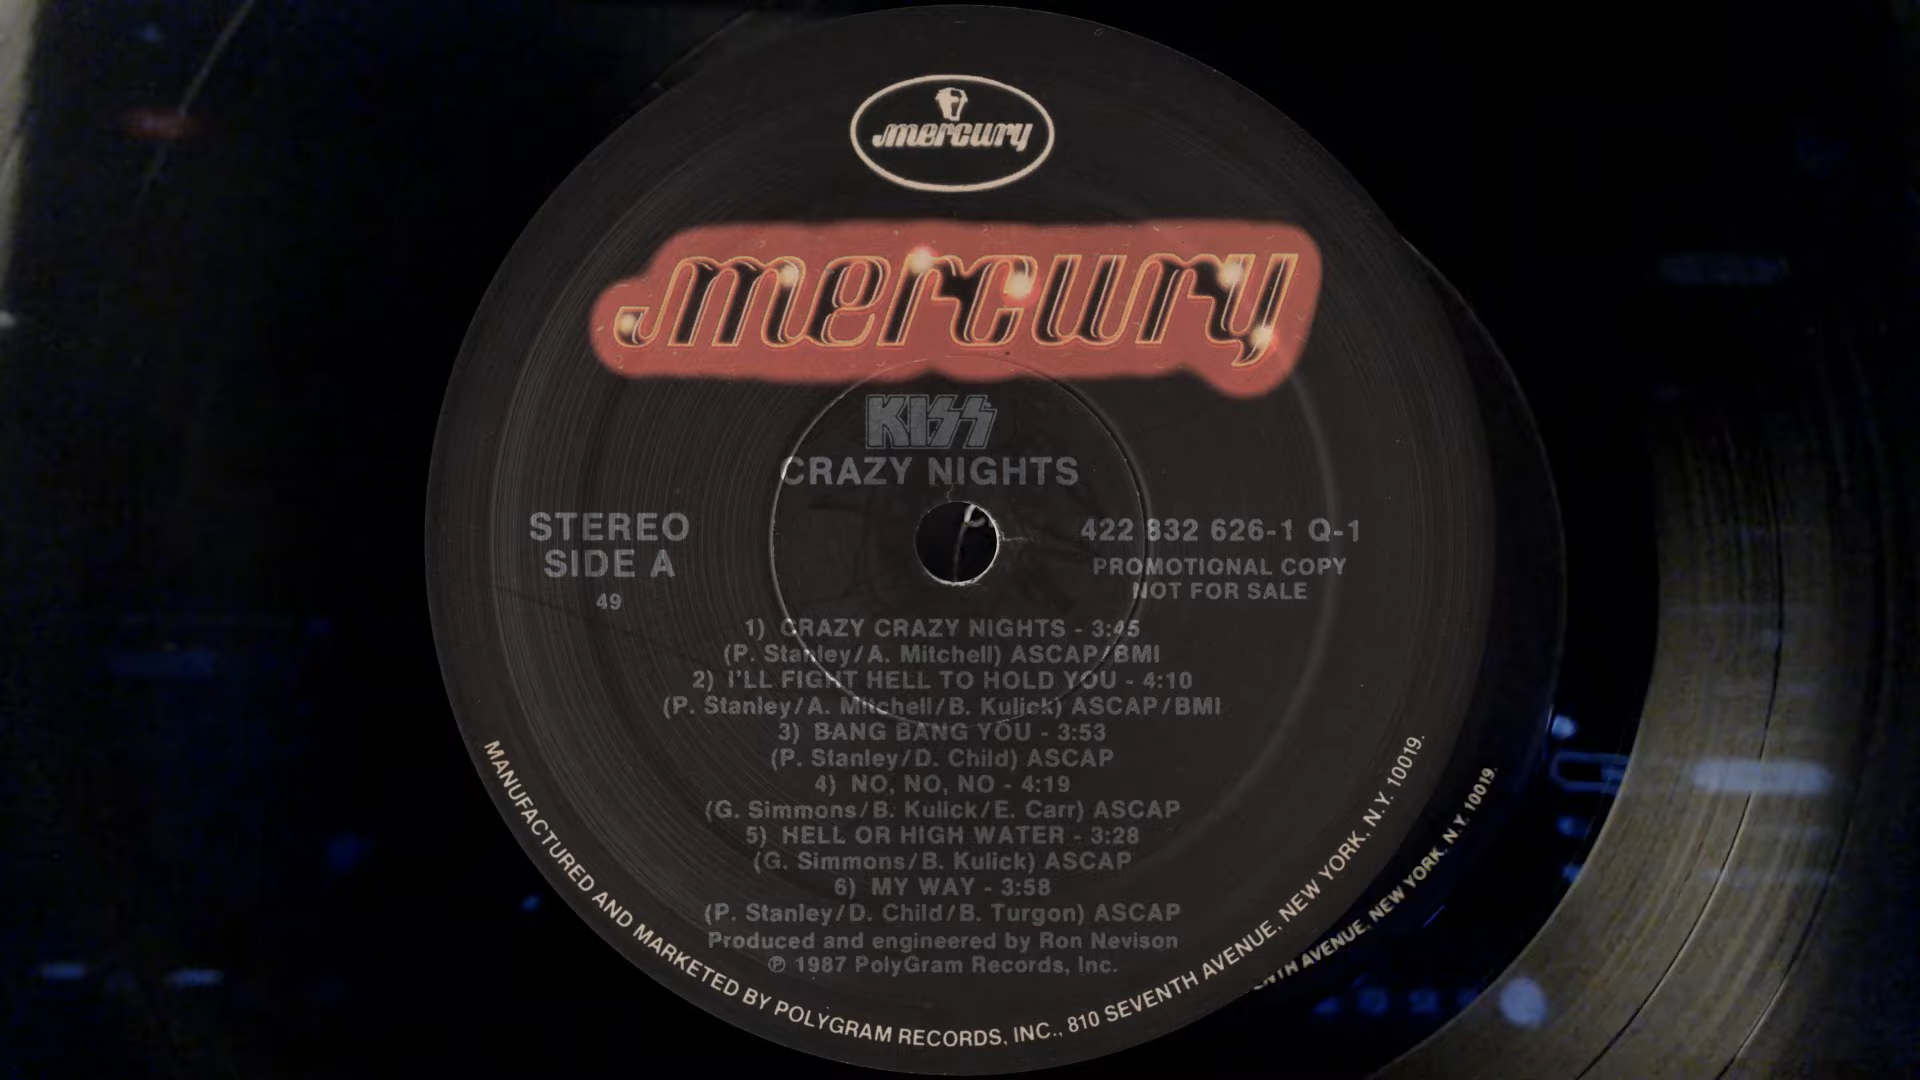 mercury
mercury
KISS
CRAZY NIGHTS
STEREO
SIDE A
49
422 832 626-1 Q-1
PROMOTIONAL COPY
NOT FOR SALE
1) CRAZY CRAZY NIGHTS - 3:45
(P. Stanley/A. Mitchell) ASCAP/BMI
2) I'LL FIGHT HELL TO HOLD YOU - 4:10
(P. Stanley/A. Mitchell/B. Kulick) ASCAP/BMI
3) BANG BANG YOU - 3:53
(P. Stanley/D. Child) ASCAP
4) NO, NO, NO - 4:19
(G. Simmons/B. Kulick/E. Carr) ASCAP
5) HELL OR HIGH WATER - 3:28
(G. Simmons/B. Kulick) ASCAP
6) MY WAY - 3:58
(P. Stanley/D. Child/B. Turgon) ASCAP
Produced and engineered by Ron Nevison
℗ 1987 PolyGram Records, Inc.
MANUFACTURED AND MARKETED BY POLYGRAM RECORDS, INC., 810 SEVENTH AVENUE, NEW YORK, N.Y. 10019.
AVENUE, NEW YORK, N.Y. 10019.